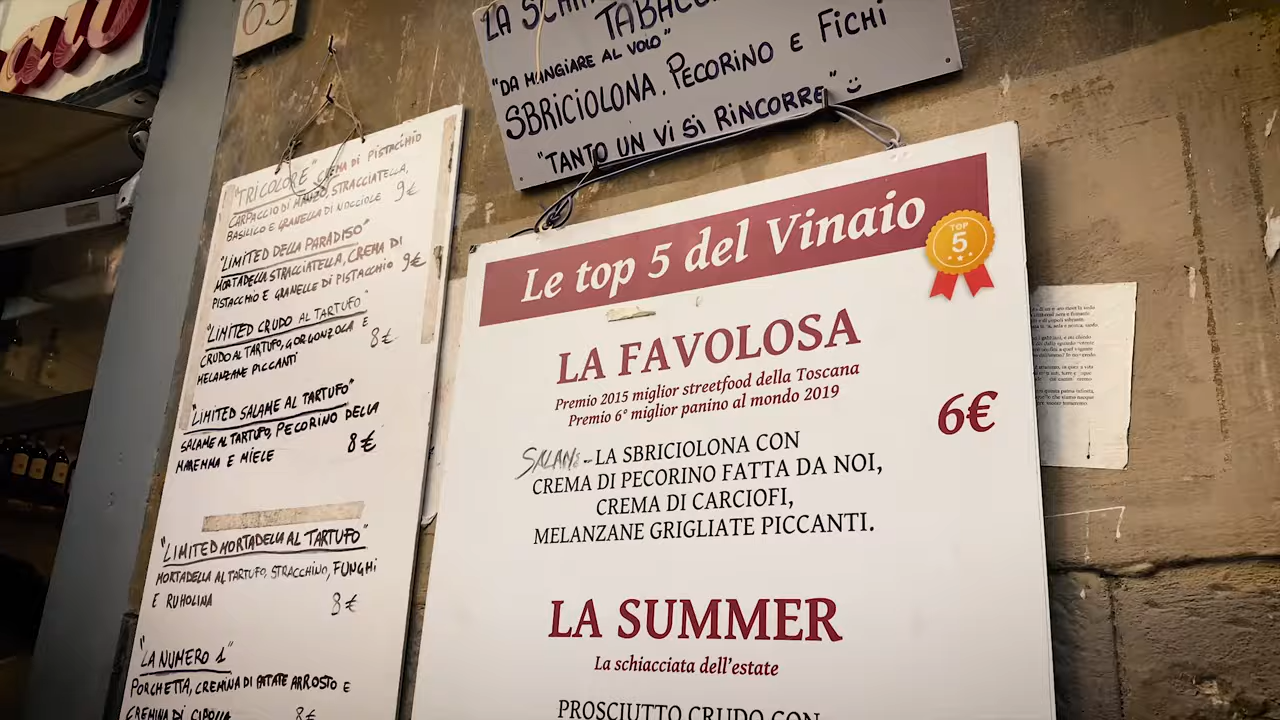 63
TABACC
"DA MANGIARE AL VOLO"
SBRICIOLONA, PECORINO E FICHI
"TANTO UN VI SI RINCORRE"
"TRICOLORE" CREMA DI PISTACCHIO
CARPACCIO DI MANZO, STRACCIATELLA,
BASILICO E GRANELLA DI NOCCIOLE 9€
"LIMITED DELLA PARADISO"
MORTADELLA STRACCIATELLA, CREMA DI
PISTACCHIO E GRANELLE DI PISTACCHIO 9€
"LIMITED CRUDO AL TARTUFO"
CRUDO AL TARTUFO, GORGONZOLA E
MELANZANE PICCANTI 8€
"LIMITED SALAME AL TARTUFO"
SALAME AL TARTUFO, PECORINO DELLA
MAREMMA E MIELE 8€
"LIMITED MORTADELLA AL TARTUFO"
MORTADELLA AL TARTUFO, STRACCHINO, FUNGHI
E RUHOLINA 8€
"LA NUMERO 1"
PORCHETTA, CREMINA DI PATATE ARROSTO E
CREMINA DI CIPOLLA 8€
Le top 5 del Vinaio
TOP
5
LA FAVOLOSA
Premio 2015 miglior streetfood della Toscana
Premio 6° miglior panino al mondo 2019
6€
LA SBRICIOLONA CON
CREMA DI PECORINO FATTA DA NOI,
CREMA DI CARCIOFI,
MELANZANE GRIGLIATE PICCANTI.
LA SUMMER
La schiacciata dell'estate
PROSCIUTTO CRUDO CON